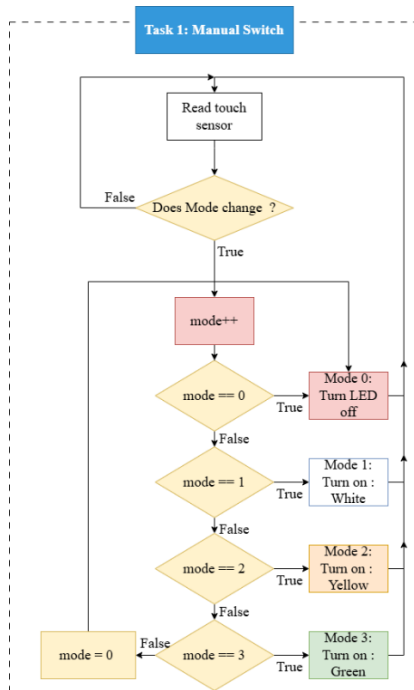 Task 1: Manual Switch
Read touch
sensor
False
Does Mode change ?
True
mode++
mode == 0
True
Mode 0:
Turn LED
off
False
mode == 1
True
Mode 1:
Turn on :
White
False
mode == 2
True
Mode 2:
Turn on :
Yellow
False
mode = 0
False
mode == 3
True
Mode 3:
Turn on :
Green